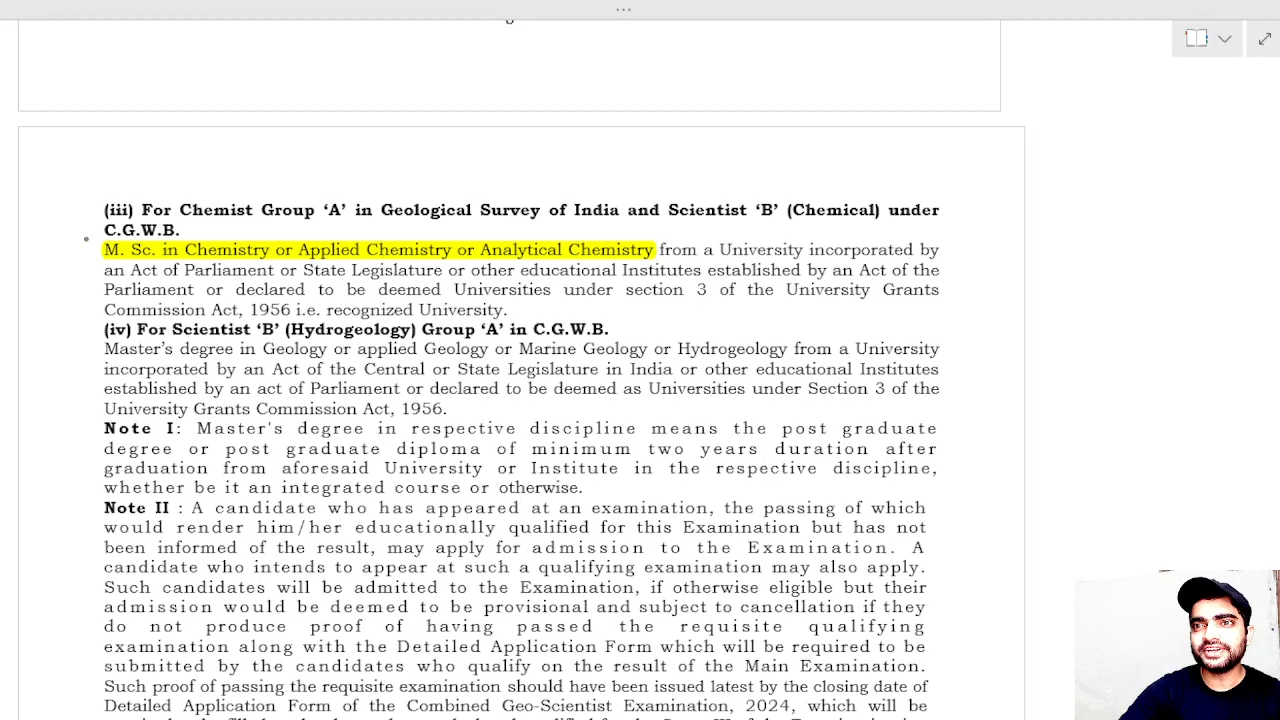 (iii) For Chemist Group ‘A’ in Geological Survey of India and Scientist ‘B’ (Chemical) under
C.G.W.B.
M. Sc. in Chemistry or Applied Chemistry or Analytical Chemistry from a University incorporated by
an Act of Parliament or State Legislature or other educational Institutes established by an Act of the
Parliament or declared to be deemed Universities under section 3 of the University Grants
Commission Act, 1956 i.e. recognized University.
(iv) For Scientist ‘B’ (Hydrogeology) Group ‘A’ in C.G.W.B.
Master’s degree in Geology or applied Geology or Marine Geology or Hydrogeology from a University
incorporated by an Act of the Central or State Legislature in India or other educational Institutes
established by an act of Parliament or declared to be deemed as Universities under Section 3 of the
University Grants Commission Act, 1956.
Note I: Master's degree in respective discipline means the post graduate
degree or post graduate diploma of minimum two years duration after
graduation from aforesaid University or Institute in the respective discipline,
whether be it an integrated course or otherwise.
Note II : A candidate who has appeared at an examination, the passing of which
would render him/her educationally qualified for this Examination but has not
been informed of the result, may apply for admission to the Examination. A
candidate who intends to appear at such a qualifying examination may also apply.
Such candidates will be admitted to the Examination, if otherwise eligible but their
admission would be deemed to be provisional and subject to cancellation if they
do not produce proof of having passed the requisite qualifying
examination along with the Detailed Application Form which will be required to be
submitted by the candidates who qualify on the result of the Main Examination.
Such proof of passing the requisite examination should have been issued latest by the closing date of
Detailed Application Form of the Combined Geo-Scientist Examination, 2024, which will be